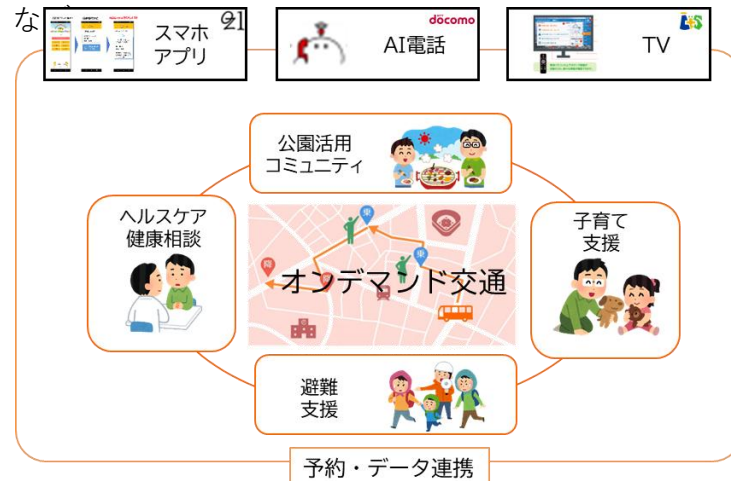 な
スマホ
アプリ
AI電話
döcomo
TV
公園活用
コミュニティ
ヘルスケア
健康相談
子育て
支援
オンデマンド交通
避難
支援
予約・データ連携